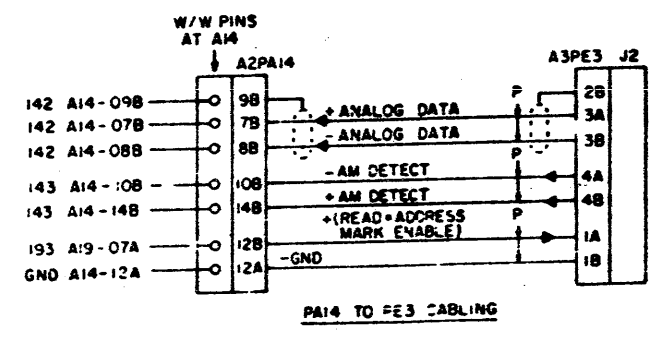 W/W PINS
AT A14
A2PA14
A3PE3 J2
142 A14-09B 9B 2B
P
+ANALOG DATA
142 A14-07B 7B 3A
-ANALOG DATA
142 A14-08B 8B 3B
P
-AM DETECT
143 A14-10B 10B 4A
+AM DETECT
143 A14-14B 14B 4B
+(READ•ADDRESS
MARK ENABLE)
P
193 A19-07A 12B 1A
-GND
GND A14-12A 12A 1B
PA14 TO PE3 CABLING